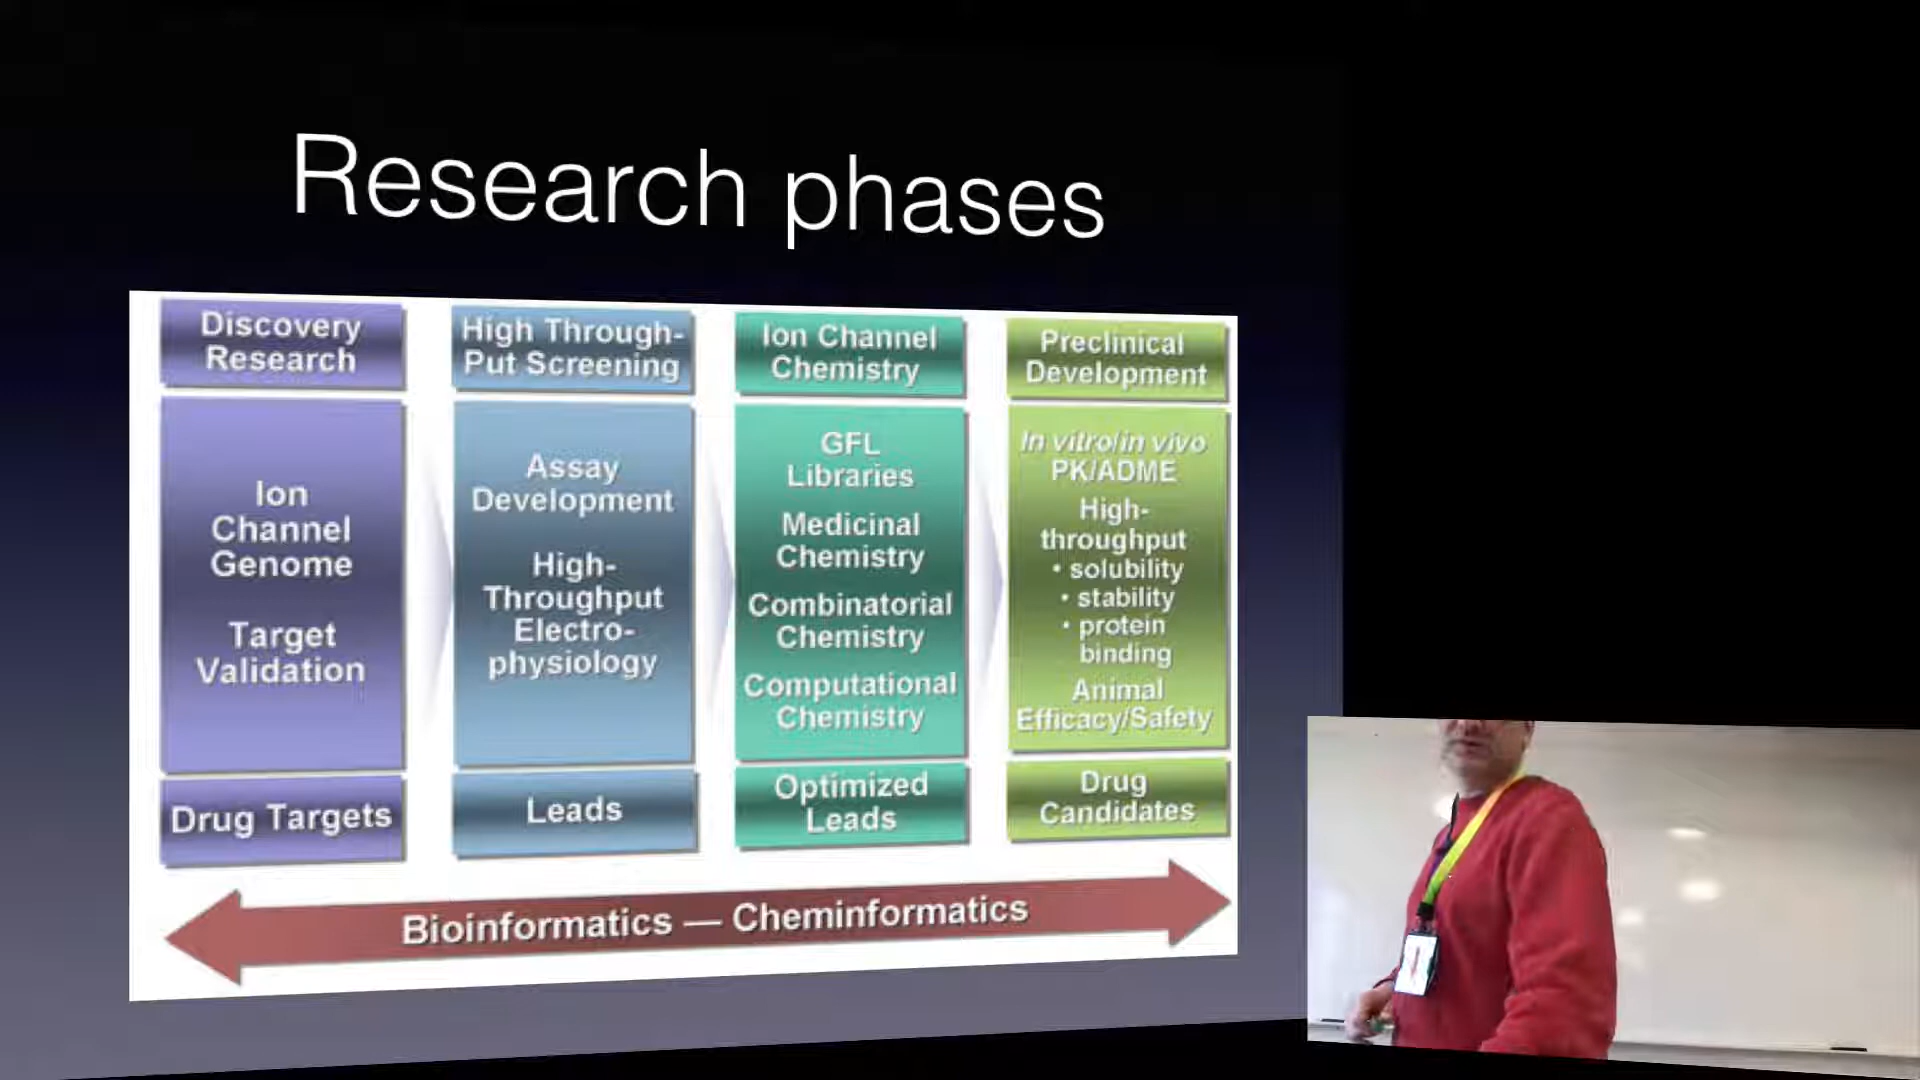 Research phases
Discovery
Research
Ion
Channel
Genome
Target
Validation
Drug Targets
High Through-
Put Screening
Assay
Development
High-
Throughput
Electro-
physiology
Leads
Ion Channel
Chemistry
GFL
Libraries
Medicinal
Chemistry
Combinatorial
Chemistry
Computational
Chemistry
Optimized
Leads
Preclinical
Development
In vitro/in vivo
PK/ADME
High-
throughput
• solubility
• stability
• protein
binding
Animal
Efficacy/Safety
Drug
Candidates
Bioinformatics — Cheminformatics